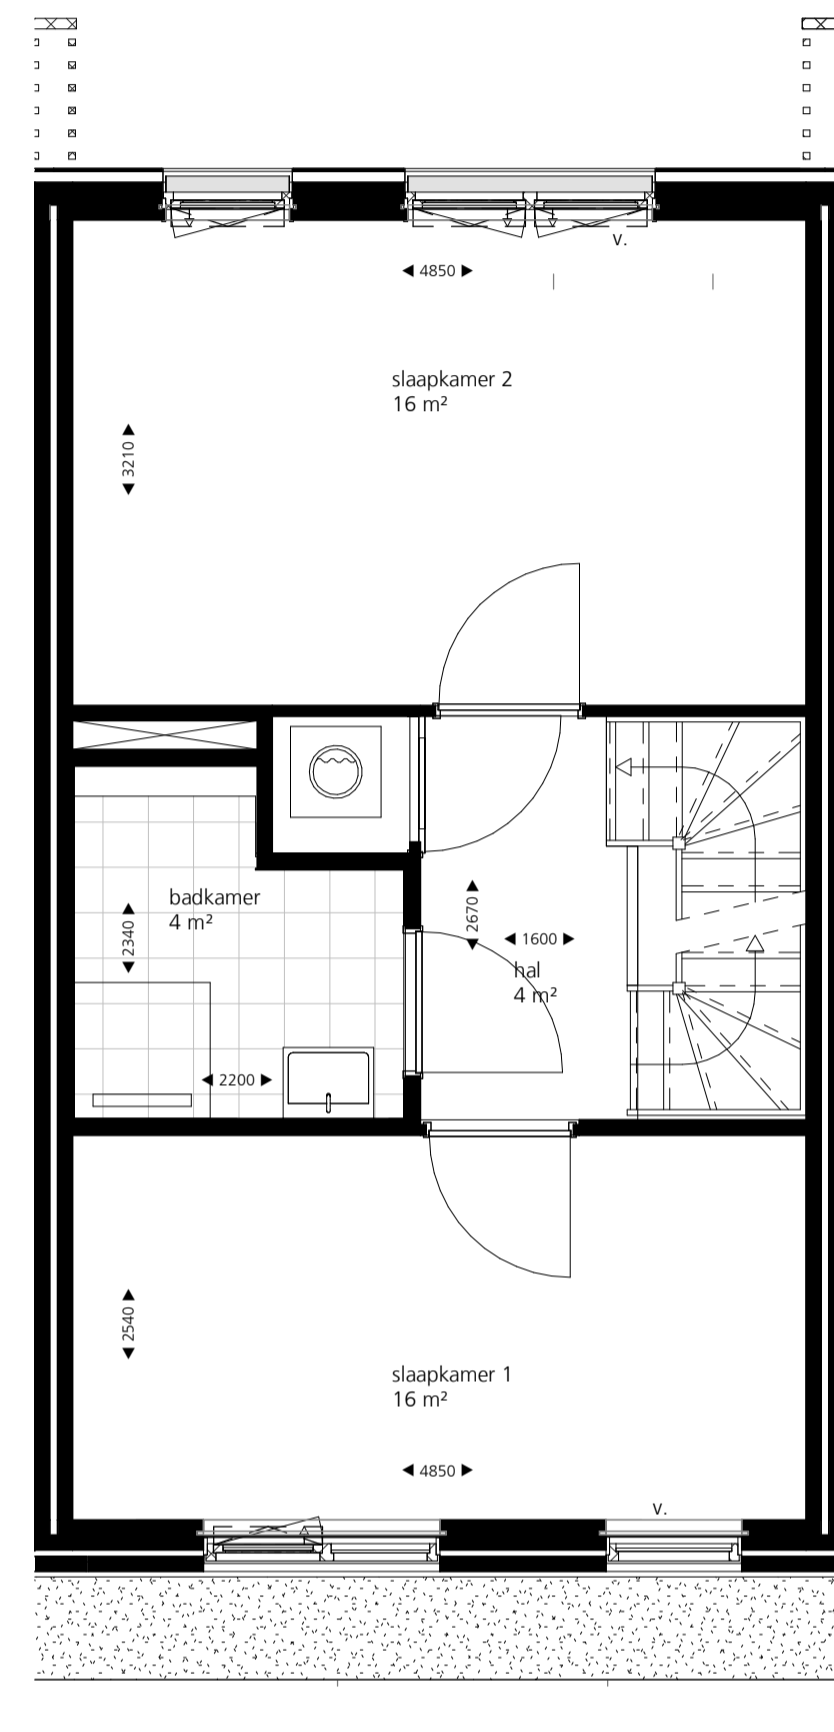 v.
4850
slaapkamer 2
16 m²
3210
badkamer
4 m²
2340
2670
1600
hal
4 m²
2200
2540
slaapkamer 1
16 m²
4850
v.